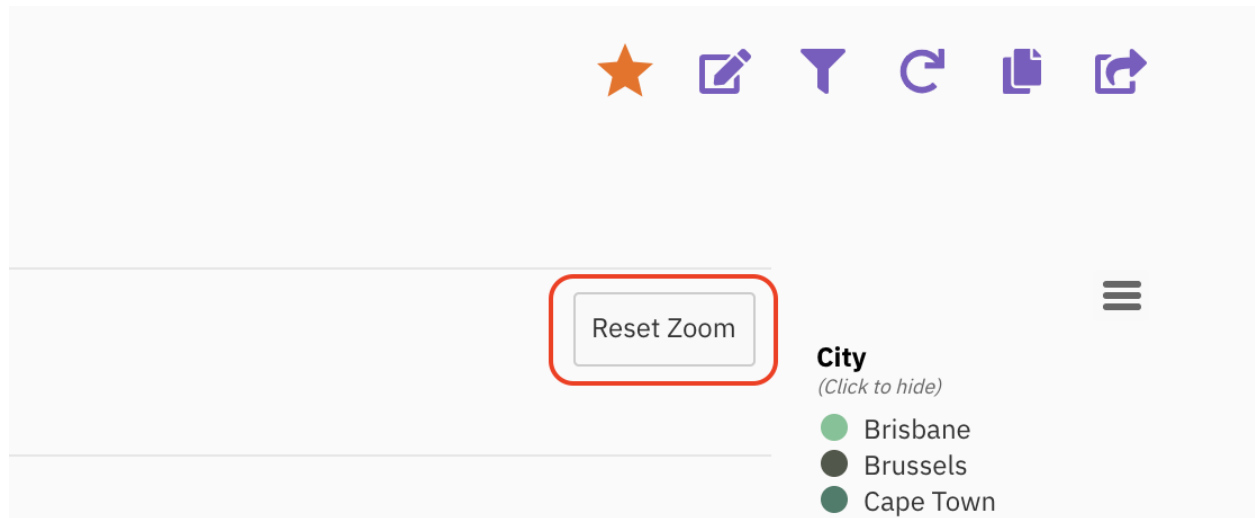 Reset Zoom
City
(Click to hide)
Brisbane
Brussels
Cape Town